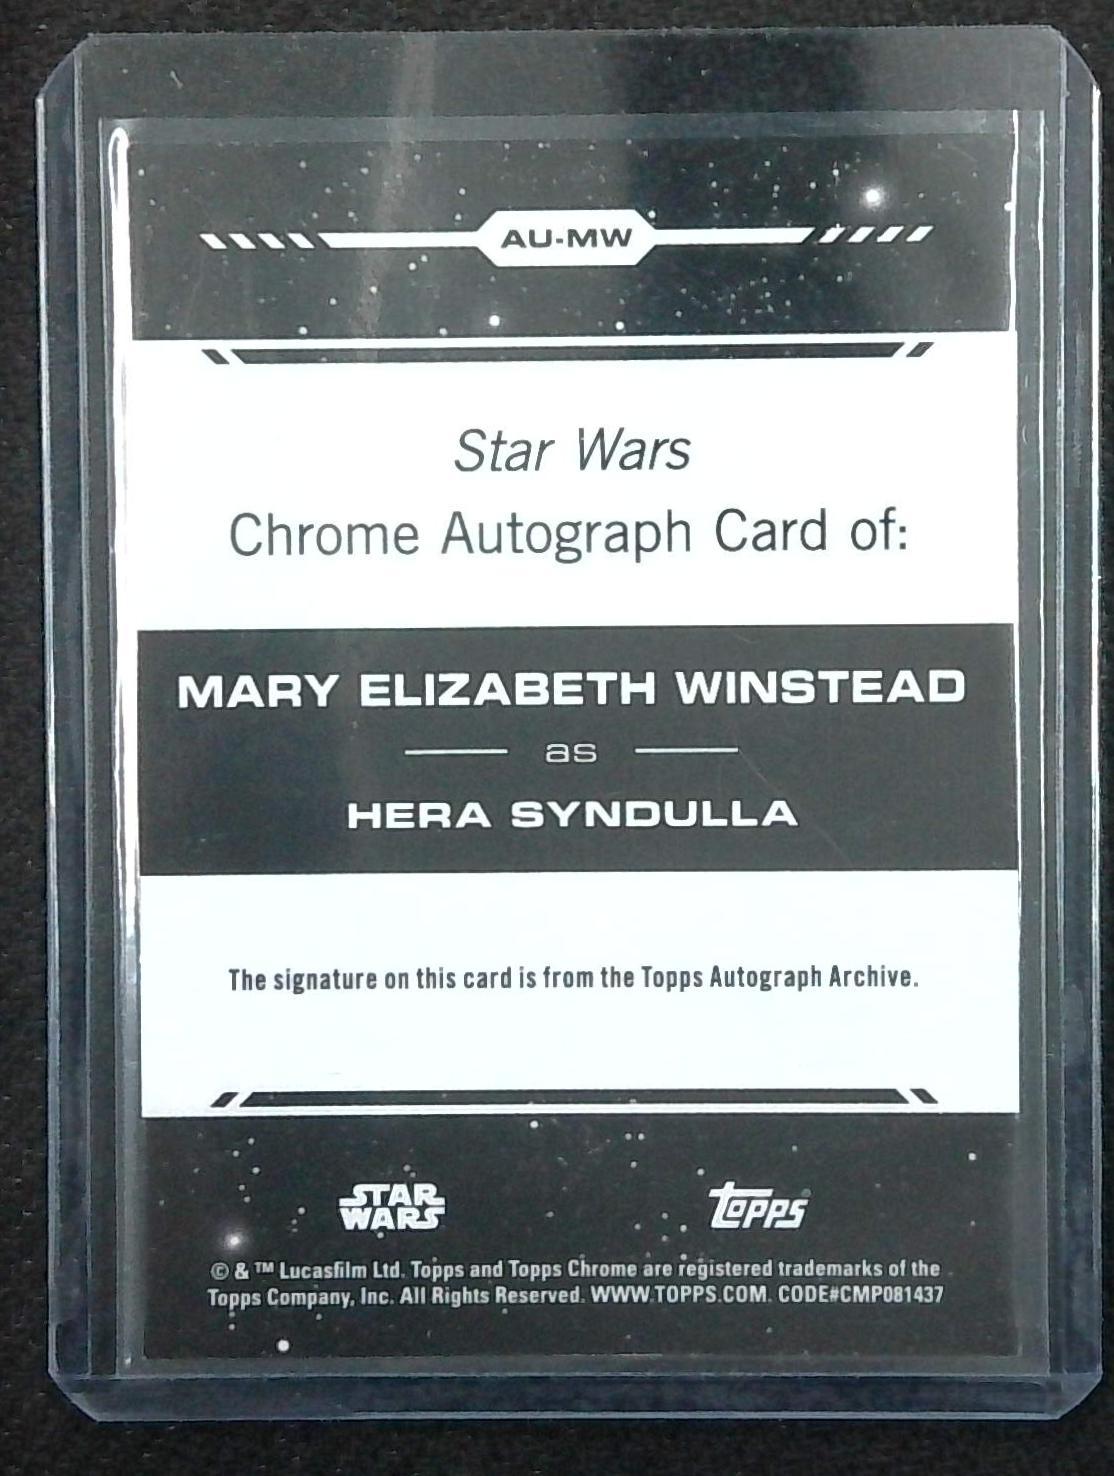 AU-MW
Star Wars
Chrome Autograph Card of:
MARY ELIZABETH WINSTEAD
as
HERA SYNDULLA
The signature on this card is from the Topps Autograph Archive.
STAR
WARS
topps
© & ™ Lucasfilm Ltd. Topps and Topps Chrome are registered trademarks of the
Topps Company, Inc. All Rights Reserved. WWW.TOPPS.COM. CODE#CMP081437